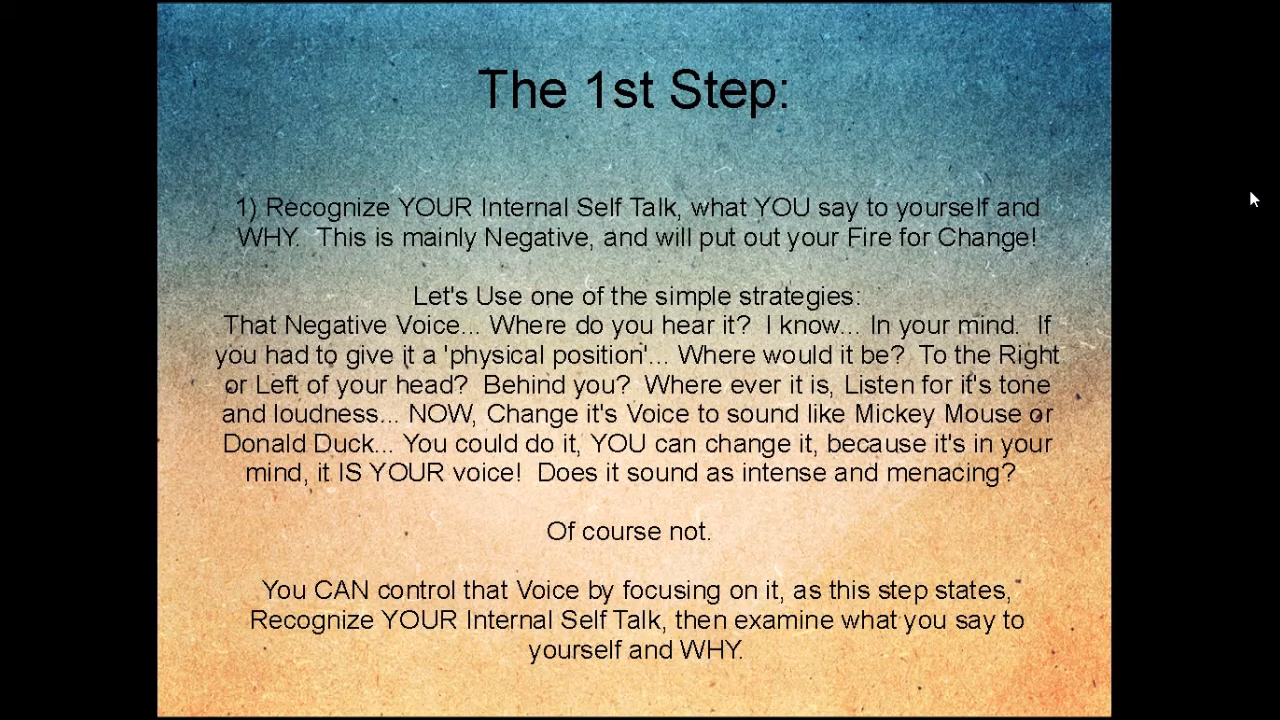 The 1st Step:
1) Recognize YOUR Internal Self Talk, what YOU say to yourself and
WHY.  This is mainly Negative, and will put out your Fire for Change!
Let's Use one of the simple strategies:
That Negative Voice... Where do you hear it?  I know... In your mind.  If
you had to give it a 'physical position'... Where would it be?  To the Right
or Left of your head?  Behind you?  Where ever it is, Listen for it's tone
and loudness... NOW, Change it's Voice to sound like Mickey Mouse or
Donald Duck... You could do it, YOU can change it, because it's in your
mind, it IS YOUR voice!  Does it sound as intense and menacing?
Of course not.
You CAN control that Voice by focusing on it, as this step states,
Recognize YOUR Internal Self Talk, then examine what you say to
yourself and WHY.